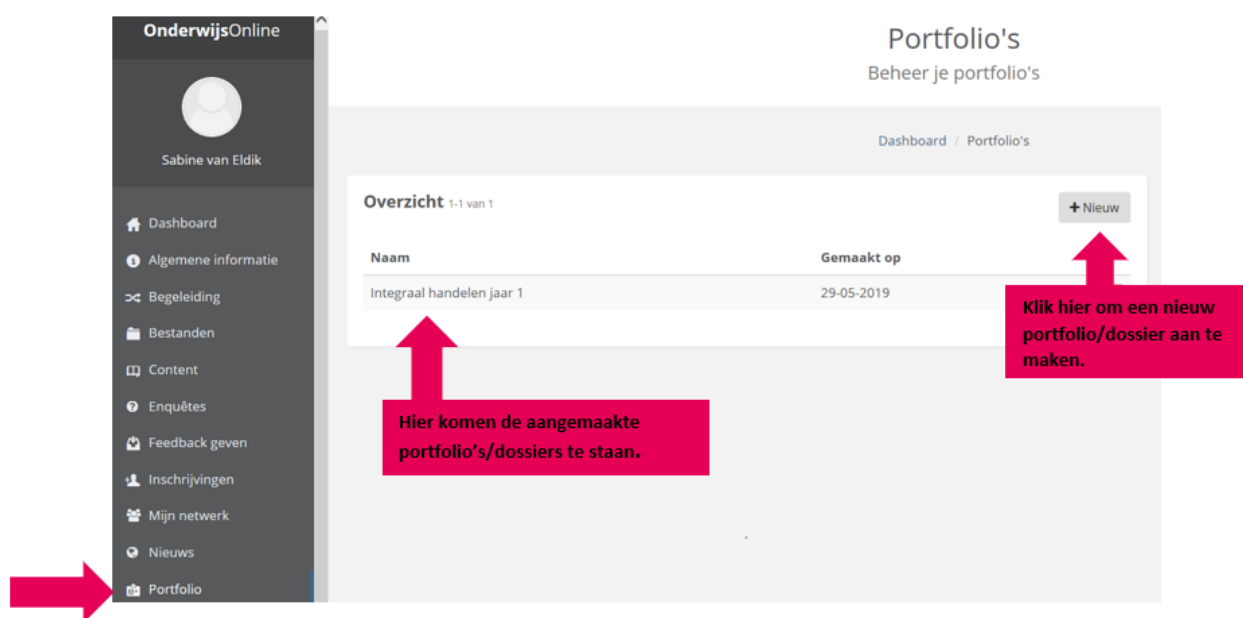 OnderwijsOnline
Sabine van Eldik
Dashboard
Algemene informatie
Begeleiding
Bestanden
Content
Enquêtes
Feedback geven
Inschrijvingen
Mijn netwerk
Nieuws
Portfolio
Portfolio's
Beheer je portfolio's
Dashboard / Portfolio's
Overzicht 1-1 van 1
+ Nieuw
Naam Gemaakt op
Integraal handelen jaar 1 29-05-2019
Klik hier om een nieuw
portfolio/dossier aan te
maken.
Hier komen de aangemaakte
portfolio's/dossiers te staan.